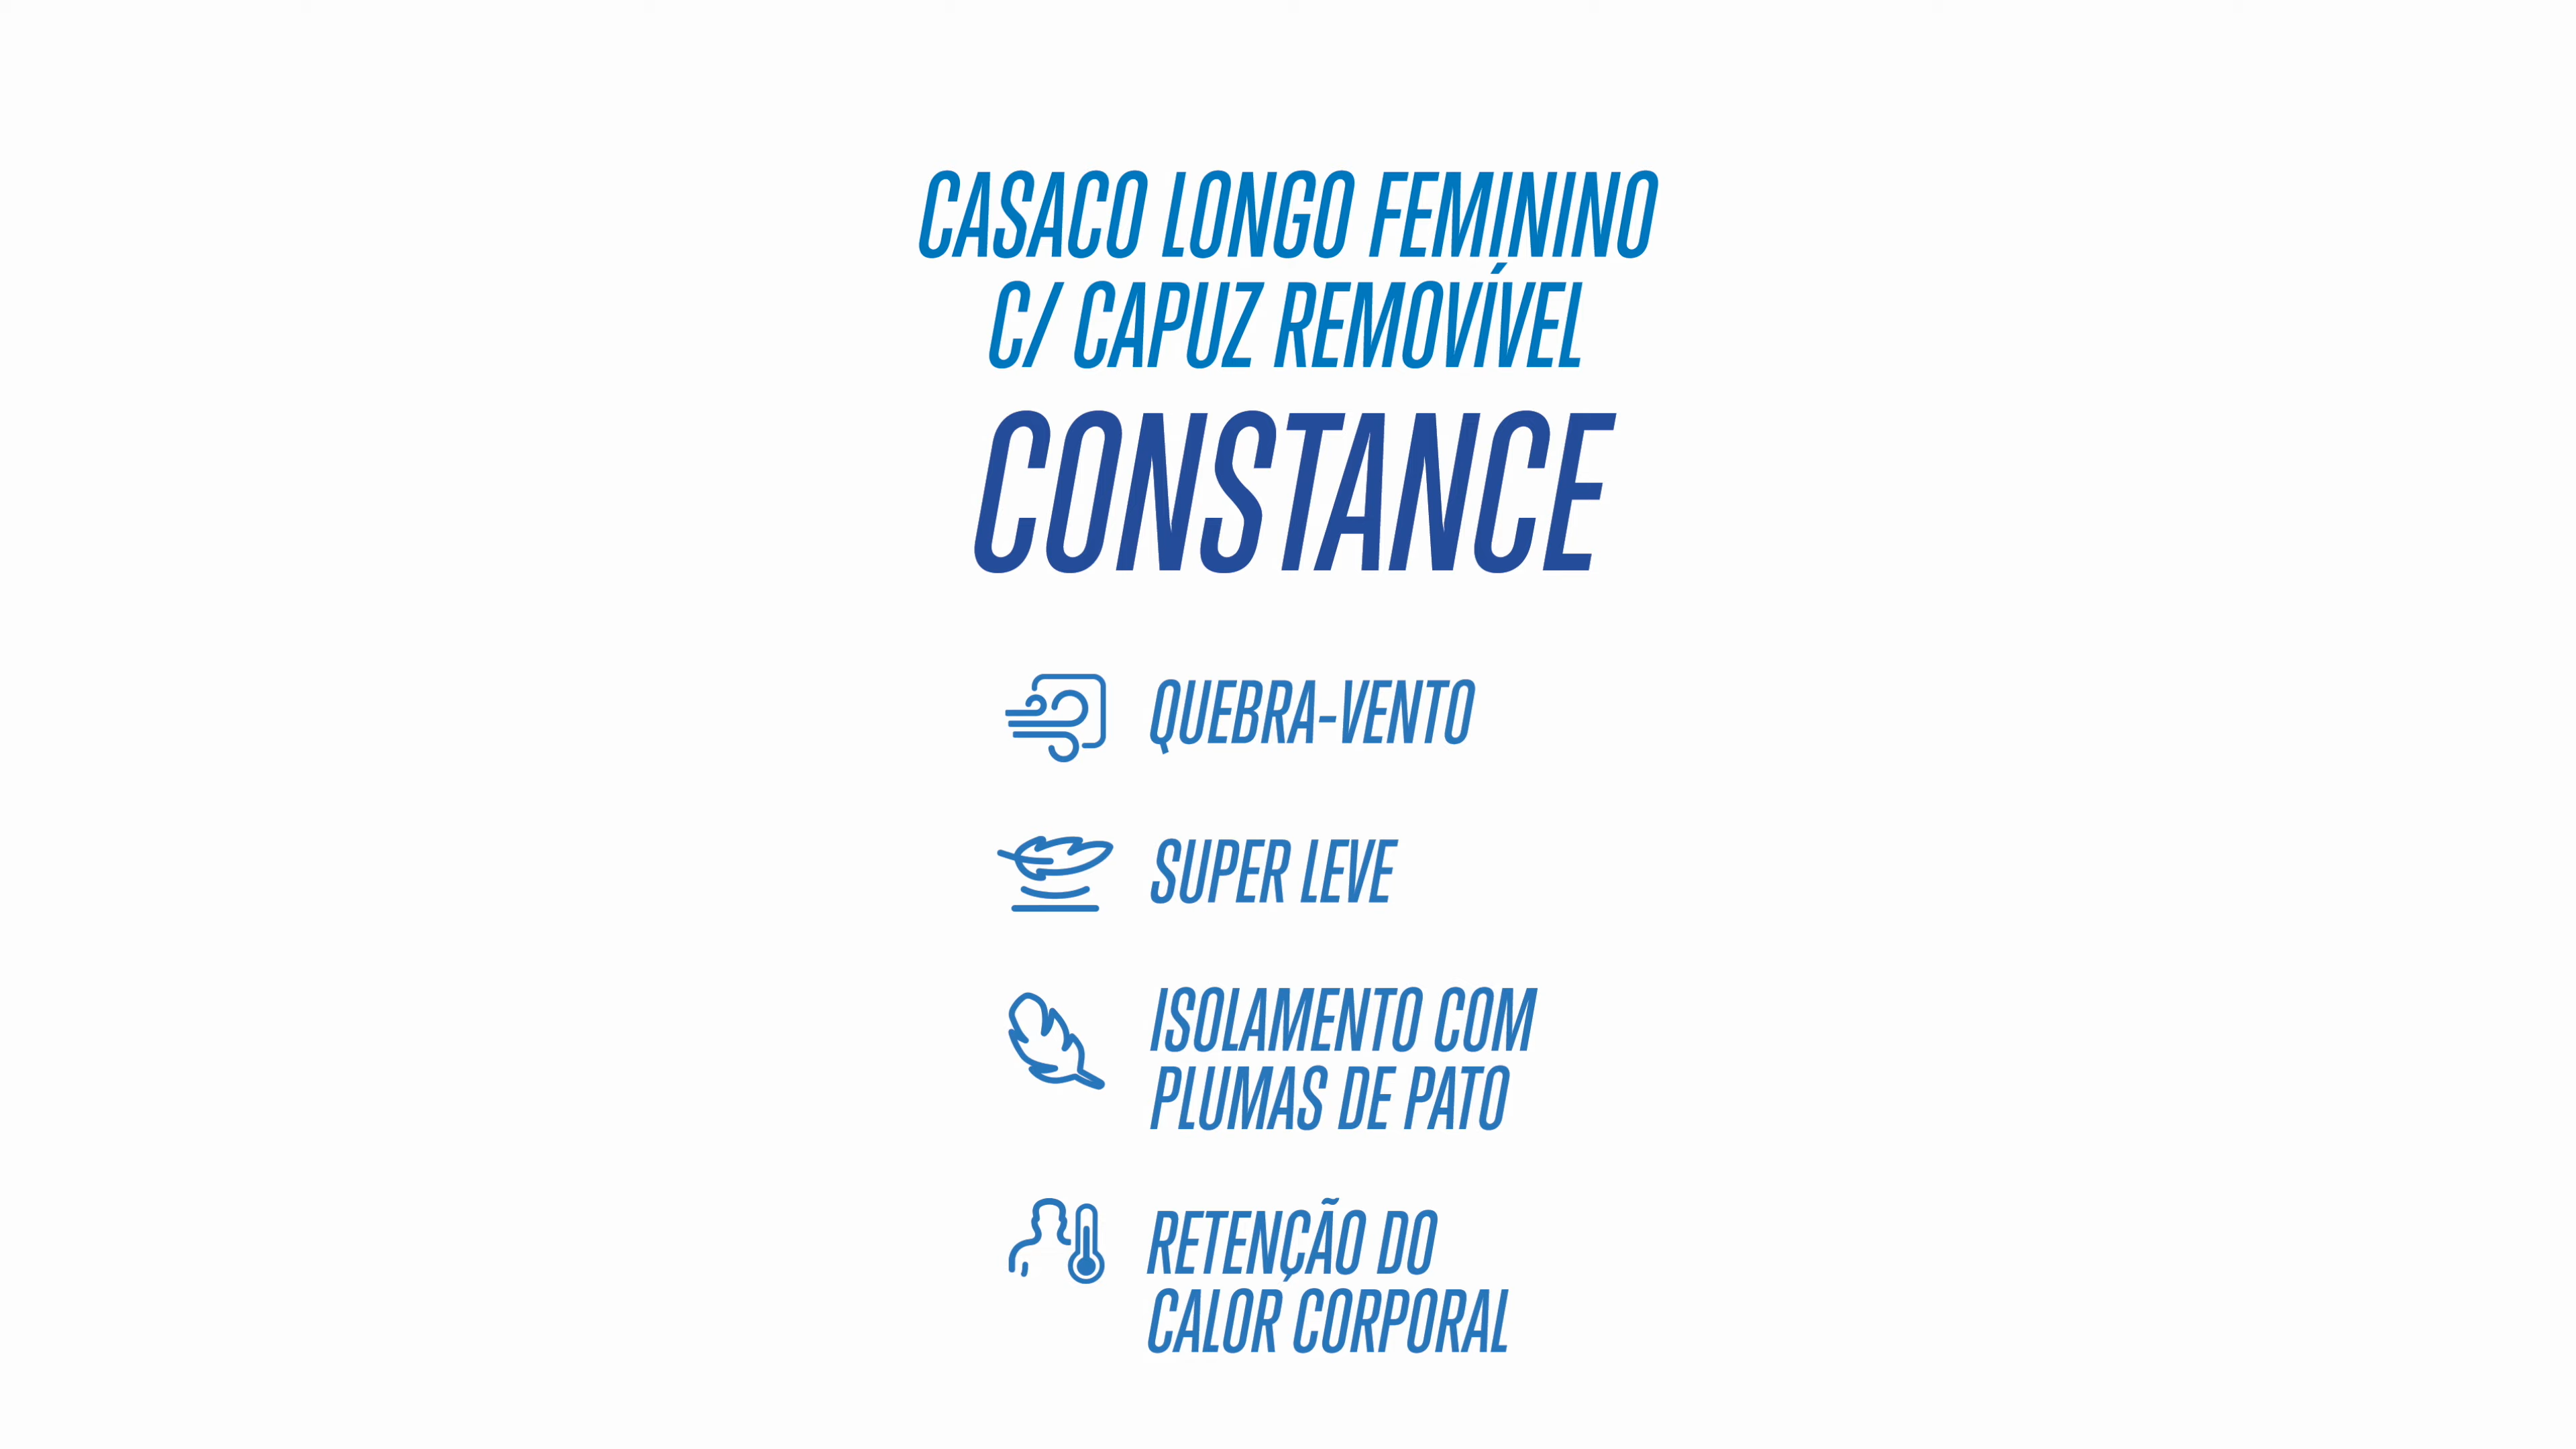 CASACO LONGO FEMININO
C/ CAPUZ REMOVÍVEL
CONSTANCE
QUEBRA-VENTO
SUPER LEVE
ISOLAMENTO COM
PLUMAS DE PATO
RETENÇÃO DO
CALOR CORPORAL